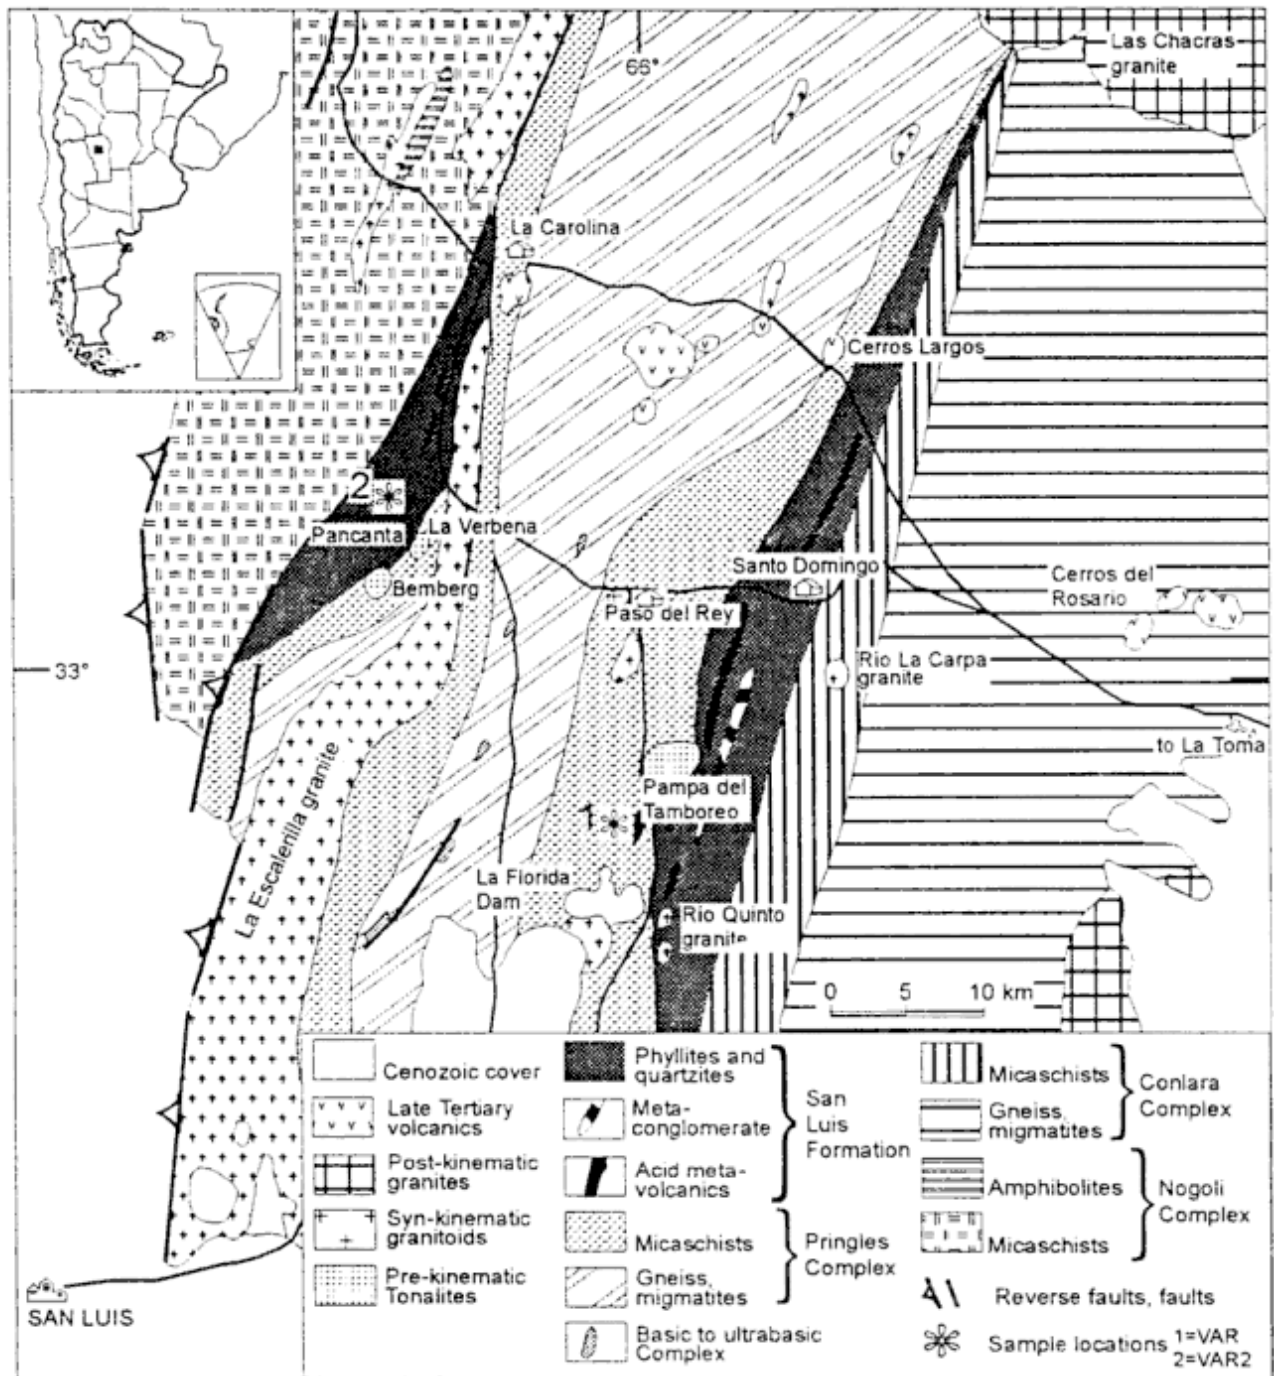 66°
Las Chacras
granite
La Carolina
Cerros Largos
2
Pancanta
La Verbena
Bemberg
Santo Domingo
Paso del Rey
Cerros del
Rosario
33°
Rio La Carpa
granite
to La Toma
La Escalenilla granite
Pampa del
Tamboreo
1
La Florida
Dam
Rio Quinto
granite
0 5 10 km
SAN LUIS
Cenozoic cover
Late Tertiary
volcanics
Post-kinematic
granites
Syn-kinematic
granitoids
Pre-kinematic
Tonalites
Phyllites and
quartzites
Meta-
conglomerate
Acid meta-
volcanics
San
Luis
Formation
Micaschists
Gneiss,
migmatites
Pringles
Complex
Basic to ultrabasic
Complex
Micaschists
Gneiss,
migmatites
Conlara
Complex
Amphibolites
Micaschists
Nogoli
Complex
Reverse faults, faults
Sample locations 1=VAR
2=VAR2